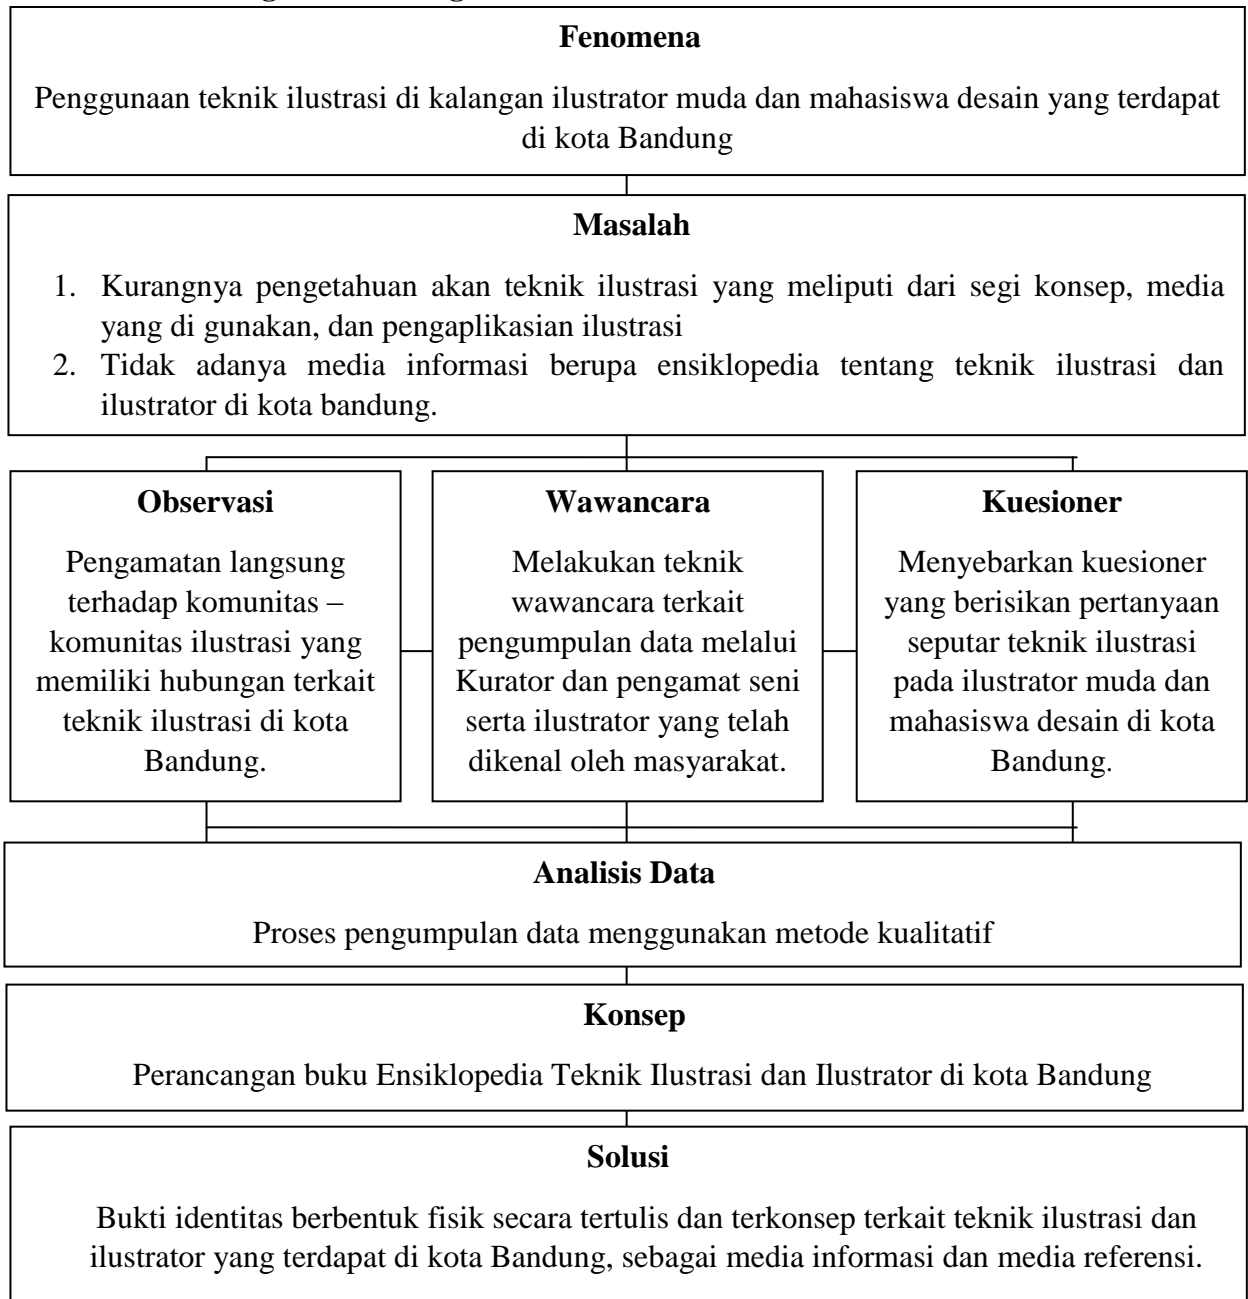 Fenomena
Penggunaan teknik ilustrasi di kalangan ilustrator muda dan mahasiswa desain yang terdapat
di kota Bandung
Masalah
1. Kurangnya pengetahuan akan teknik ilustrasi yang meliputi dari segi konsep, media
yang di gunakan, dan pengaplikasian ilustrasi
2. Tidak adanya media informasi berupa ensiklopedia tentang teknik ilustrasi dan
ilustrator di kota bandung.
Observasi
Pengamatan langsung
terhadap komunitas –
komunitas ilustrasi yang
memiliki hubungan terkait
teknik ilustrasi di kota
Bandung.
Wawancara
Melakukan teknik
wawancara terkait
pengumpulan data melalui
Kurator dan pengamat seni
serta ilustrator yang telah
dikenal oleh masyarakat.
Kuesioner
Menyebarkan kuesioner
yang berisikan pertanyaan
seputar teknik ilustrasi
pada ilustrator muda dan
mahasiswa desain di kota
Bandung.
Analisis Data
Proses pengumpulan data menggunakan metode kualitatif
Konsep
Perancangan buku Ensiklopedia Teknik Ilustrasi dan Ilustrator di kota Bandung
Solusi
Bukti identitas berbentuk fisik secara tertulis dan terkonsep terkait teknik ilustrasi dan
ilustrator yang terdapat di kota Bandung, sebagai media informasi dan media referensi.